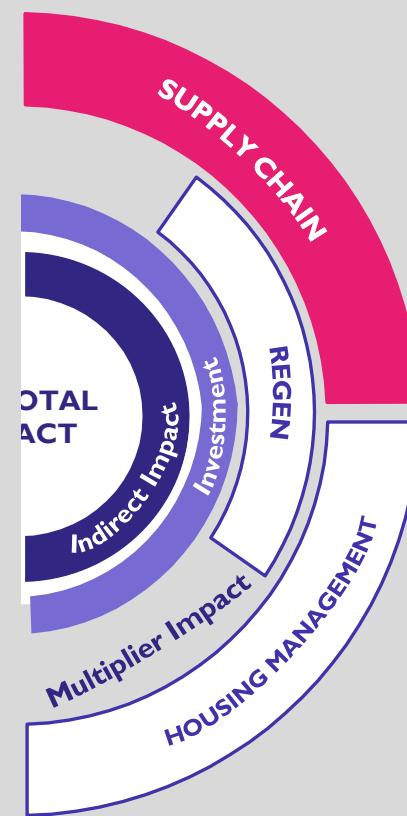 SUPPLY CHAIN
REGEN
Investment
Indirect Impact
OTAL
ACT
Multiplier Impact
HOUSING MANAGEMENT